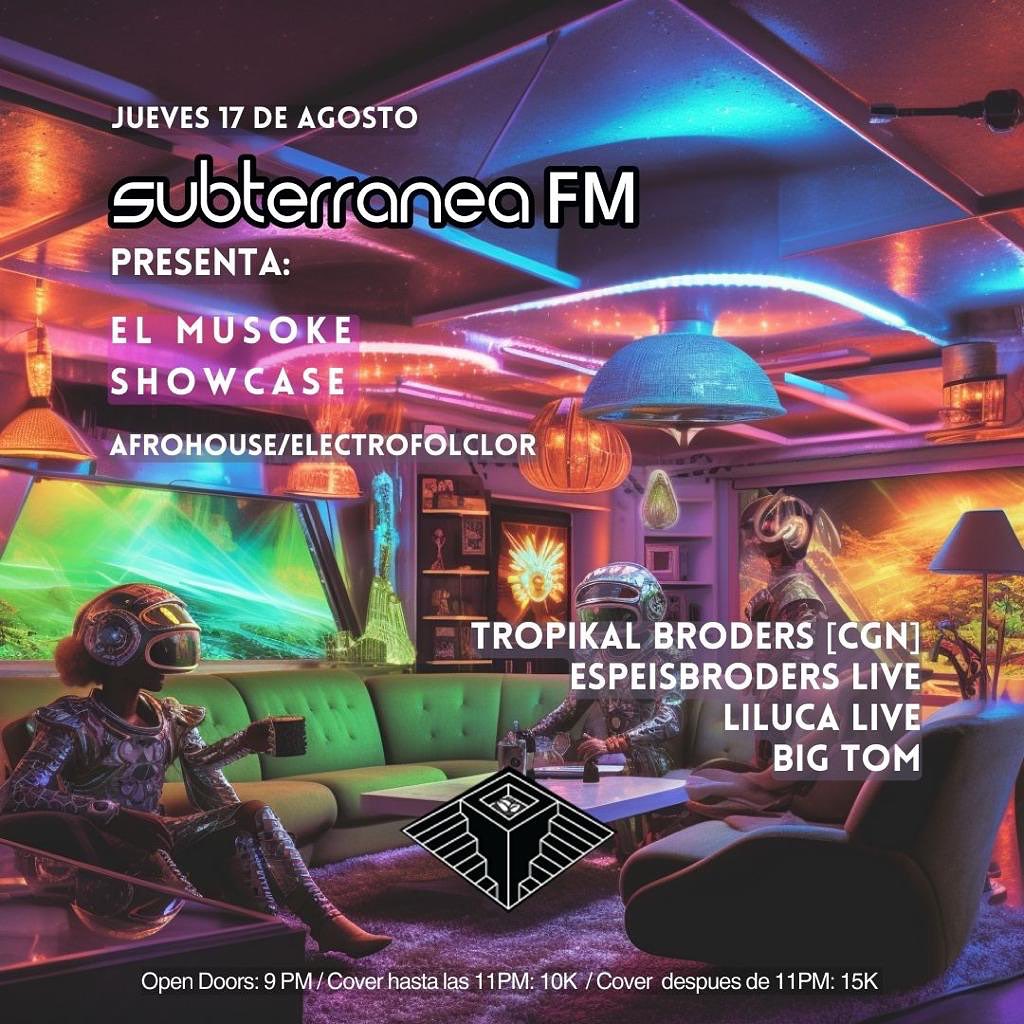 JUEVES 17 DE AGOSTO
subterranea FM
PRESENTA:
EL MUSOKE
SHOWCASE
AFROHOUSE/ELECTROFOLCLOR
TROPIKAL BRODERS [CGN]
ESPEISBRODERS LIVE
LILUCA LIVE
BIG TOM
Open Doors: 9 PM / Cover hasta las 11PM: 10K / Cover despues de 11PM: 15K